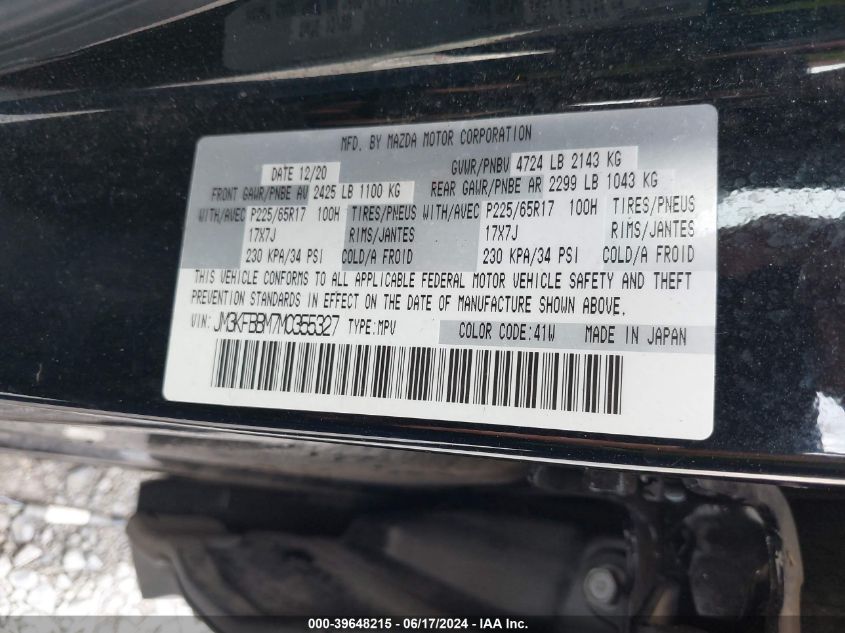 MFD. BY MAZDA MOTOR CORPORATION
DATE 12/20 GVWR/PNBV 4724 LB 2143 KG
FRONT GAWR/PNBE AV 2425 LB 1100 KG REAR GAWR/PNBE AR 2299 LB 1043 KG
WITH/AVEC P225/65R17 100H TIRES/PNEUS WITH/AVEC P225/65R17 100H TIRES/PNEUS
17X7J RIMS/JANTES 17X7J RIMS/JANTES
230 KPA/34 PSI COLD/A FROID 230 KPA/34 PSI COLD/A FROID
THIS VEHICLE CONFORMS TO ALL APPLICABLE FEDERAL MOTOR VEHICLE SAFETY AND THEFT
PREVENTION STANDARDS IN EFFECT ON THE DATE OF MANUFACTURE SHOWN ABOVE.
VIN: JM3KFBBM7M0355327 TYPE: MPV COLOR CODE:41W MADE IN JAPAN
000-39648215 - 06/17/2024 - IAA Inc.